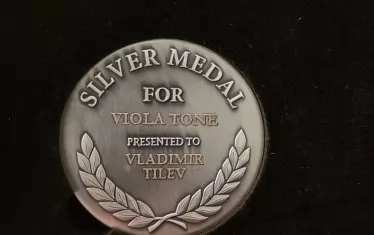 SILVER MEDAL
FOR
VIOLA TONE
PRESENTED TO
VLADIMIR
TILEV